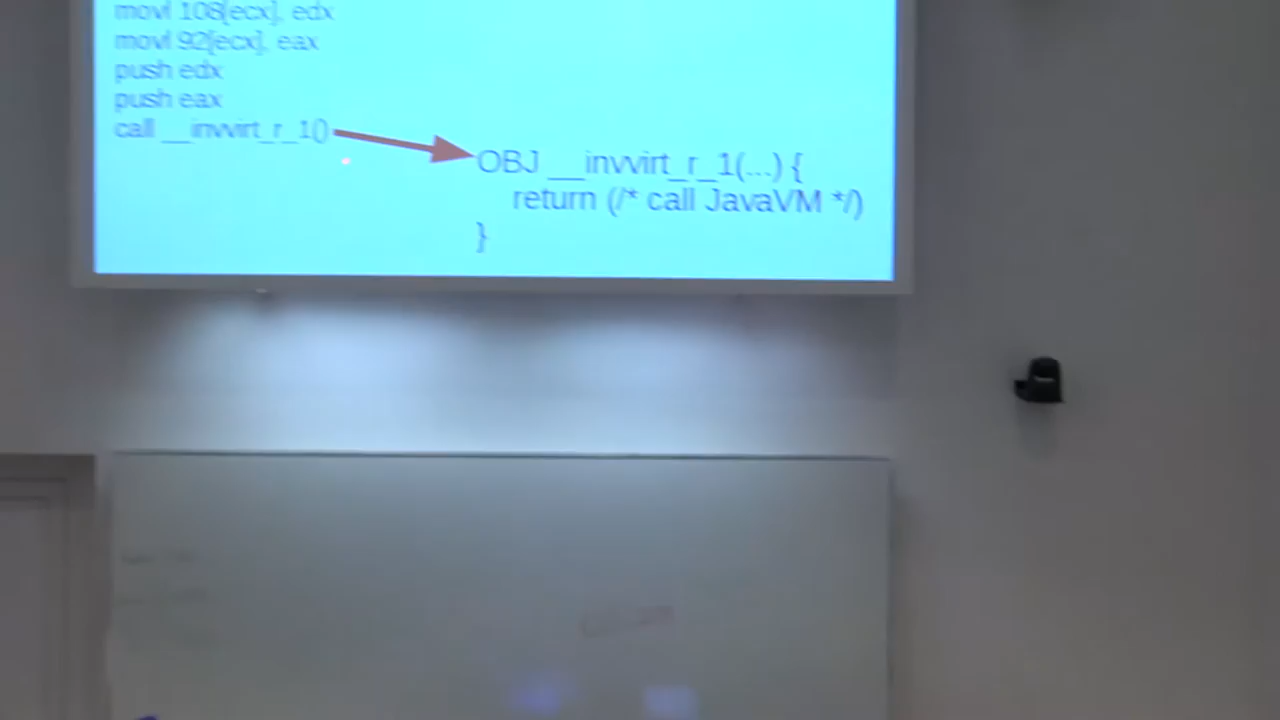 movl 108[ecx], edx
movl 92[ecx], eax
push edx
push eax
call __invvirt_r_1()
OBJ __invvirt_r_1(...) {
return (/* call JavaVM */)
}